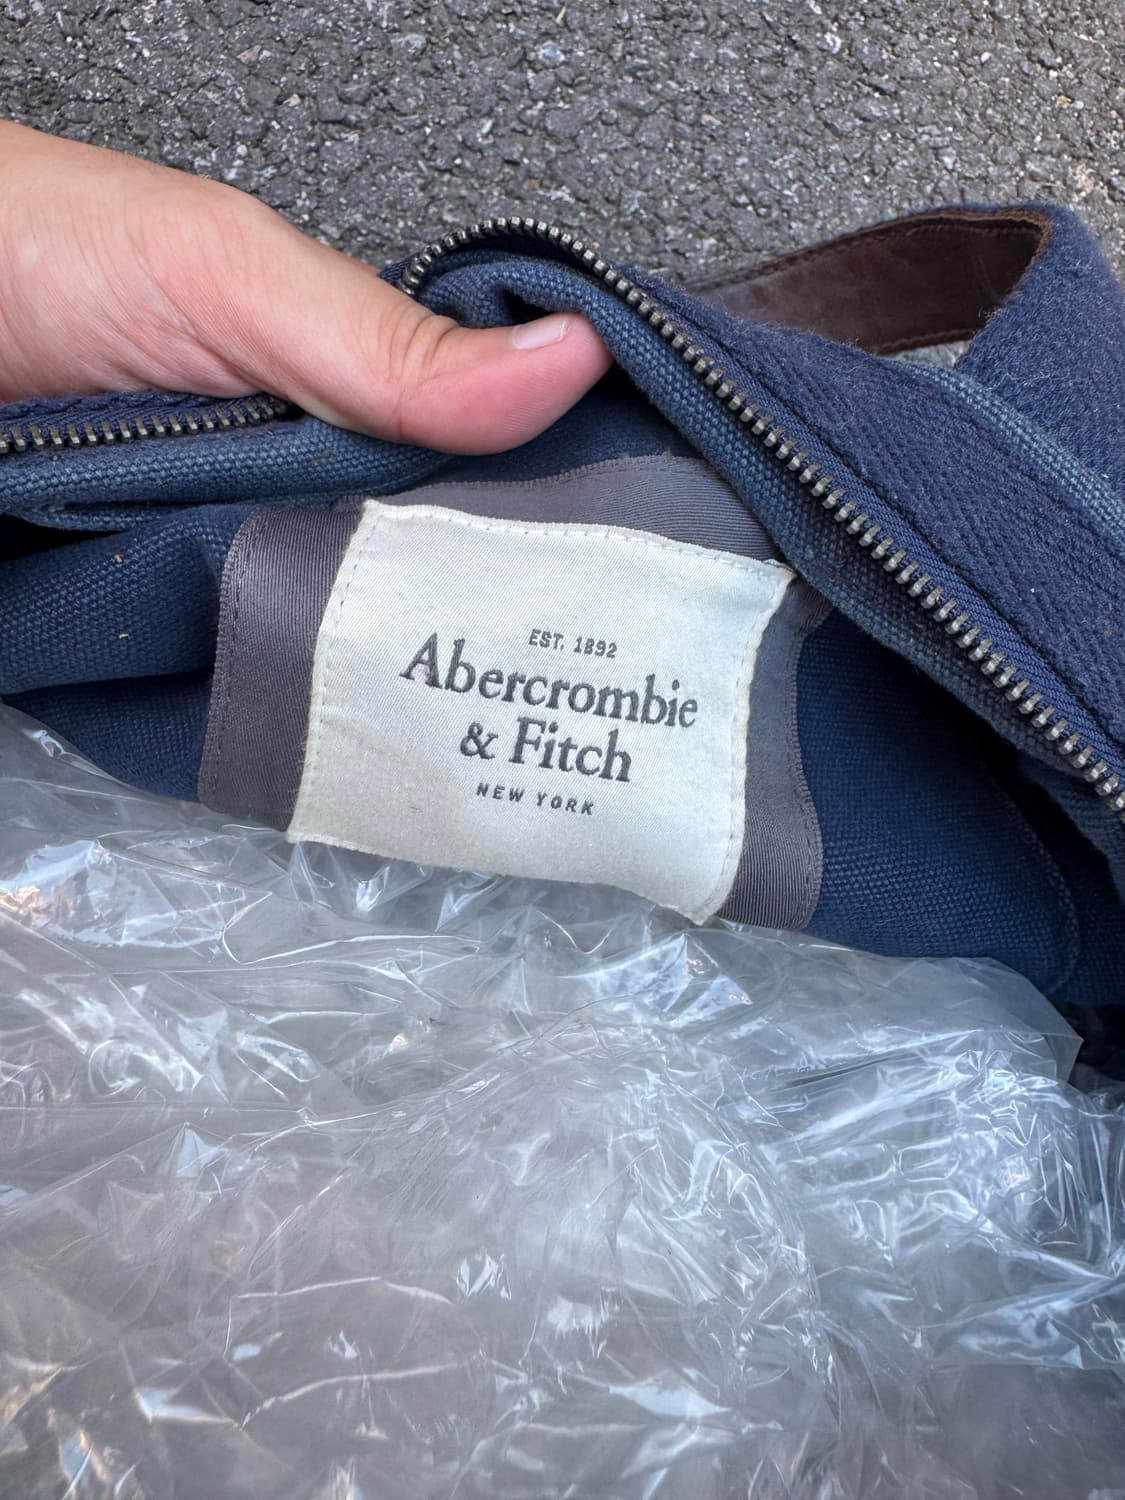 EST. 1892
Abercrombie
& Fitch
NEW YORK